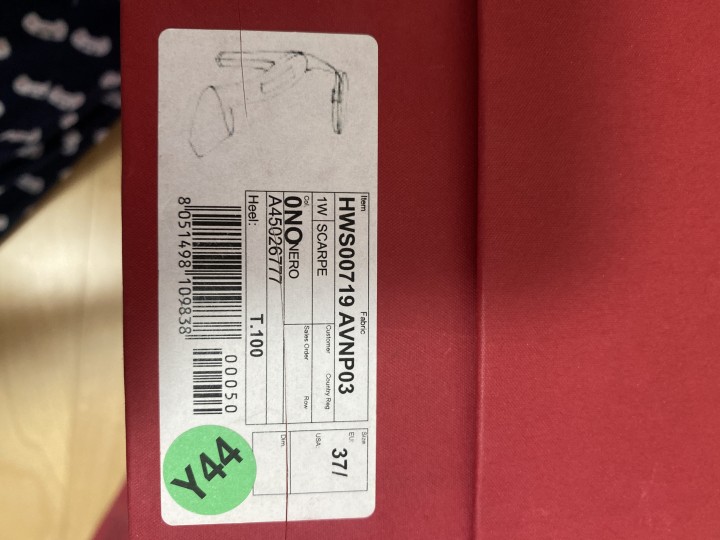 Item Fabric
HWS00719 AVNP03
1W SCARPE
Customer Country Reg
Col.
0NO NERO
Sales Order Row
A45026777
Heel: T.100
8 051498 109838
00050
Size
EU: 37/
USA:
Dim.
Y44